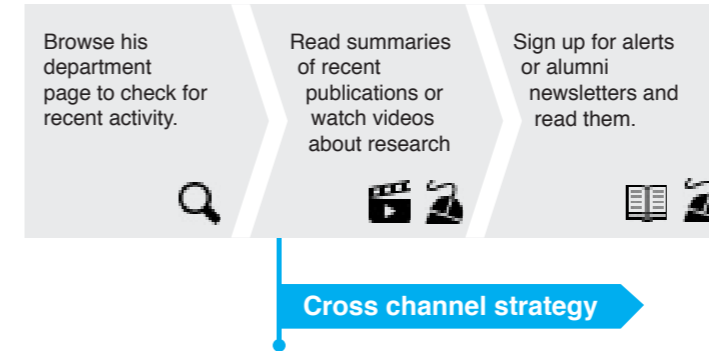 Browse his
department
page to check for
recent activity.
Read summaries
of recent
publications or
watch videos
about research
Sign up for alerts
or alumni
newsletters and
read them.
Cross channel strategy